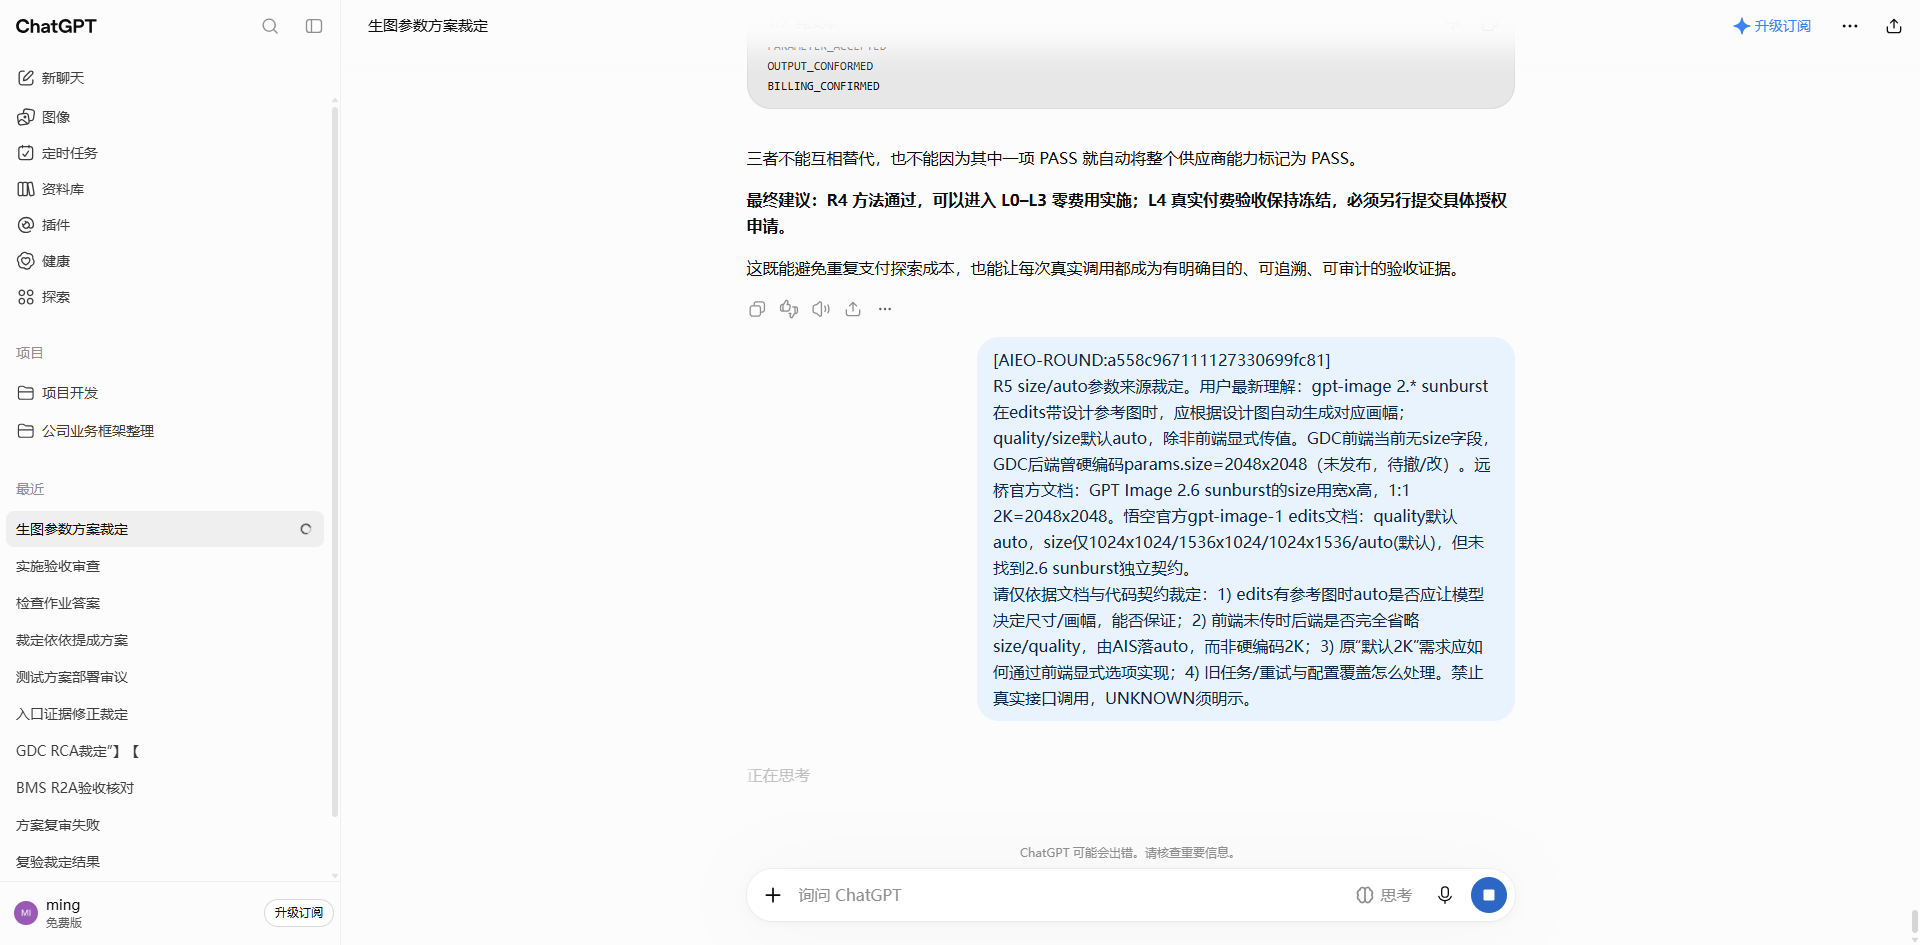 ChatGPT
新聊天
图像
定时任务
资料库
插件
健康
探索
项目
项目开发
公司业务框架整理
最近
生图参数方案裁定
实施验收审查
检查作业答案
裁定依依提成方案
测试方案部署审议
入口证据修正裁定
GDC RCA裁定”】【
BMS R2A验收核对
方案复审失败
复验裁定结果
MI
ming
免费版
升级订阅
生图参数方案裁定
升级订阅
PARAMETER_ACCEPTED
OUTPUT_CONFORMED
BILLING_CONFIRMED
三者不能互相替代，也不能因为其中一项 PASS 就自动将整个供应商能力标记为 PASS。
最终建议：R4 方法通过，可以进入 L0–L3 零费用实施；L4 真实付费验收保持冻结，必须另行提交具体授权
申请。
这既能避免重复支付探索成本，也能让每次真实调用都成为有明确目的、可追溯、可审计的验收证据。
[AIEO-ROUND:a558c967111127330699fc81]
R5 size/auto参数来源裁定。用户最新理解：gpt-image 2.* sunburst
在edits带设计参考图时，应根据设计图自动生成对应画幅；
quality/size默认auto，除非前端显式传值。GDC前端当前无size字段，
GDC后端曾硬编码params.size=2048x2048（未发布，待撤/改）。远
桥官方文档：GPT Image 2.6 sunburst的size用宽x高，1:1
2K=2048x2048。悟空官方gpt-image-1 edits文档：quality默认
auto，size仅1024x1024/1536x1024/1024x1536/auto(默认)，但未
找到2.6 sunburst独立契约。
请仅依据文档与代码契约裁定：1) edits有参考图时auto是否应让模型
决定尺寸/画幅，能否保证；2) 前端未传时后端是否完全省略
size/quality，由AIS落auto，而非硬编码2K；3) 原“默认2K”需求应如
何通过前端显式选项实现；4) 旧任务/重试与配置覆盖怎么处理。禁止
真实接口调用，UNKNOWN须明示。
正在思考
ChatGPT 可能会出错。请核查重要信息。
询问 ChatGPT
思考